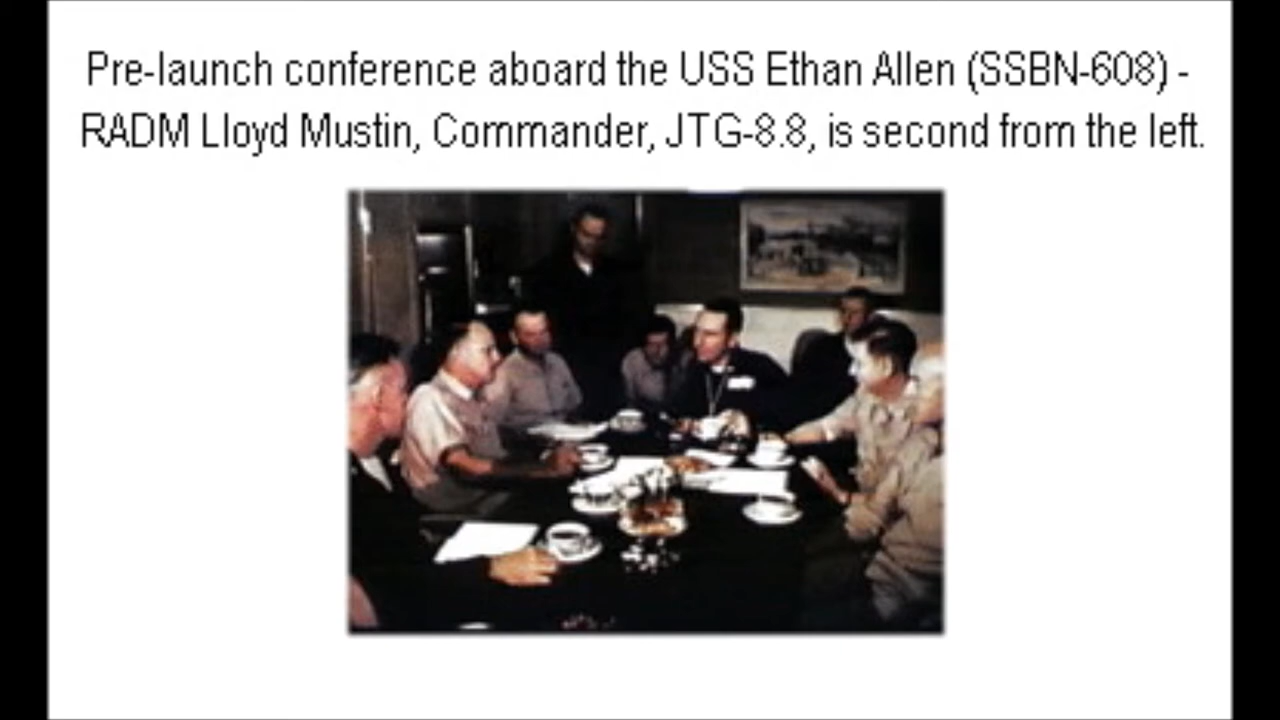 Pre-launch conference aboard the USS Ethan Allen (SSBN-608) -
RADM Lloyd Mustin, Commander, JTG-8.8, is second from the left.